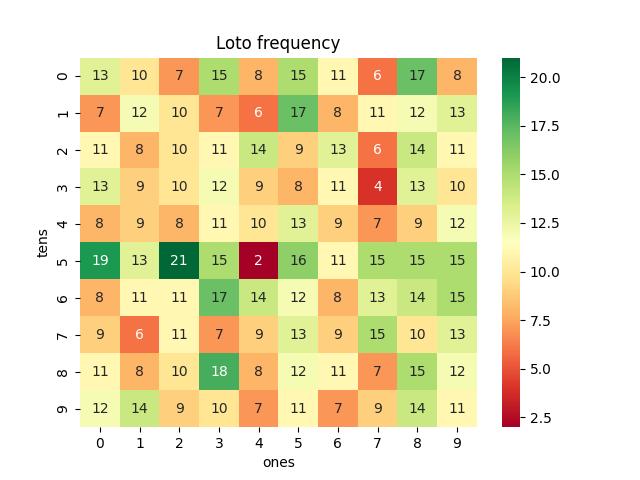 Loto frequency
0 13 10 7 15 8 15 11 6 17 8
1 7 12 10 7 6 17 8 11 12 13
2 11 8 10 11 14 9 13 6 14 11
3 13 9 10 12 9 8 11 4 13 10
4 8 9 8 11 10 13 9 7 9 12
5 19 13 21 15 2 16 11 15 15 15
6 8 11 11 17 14 12 8 13 14 15
7 9 6 11 7 9 13 9 15 10 13
8 11 8 10 18 8 12 11 7 15 12
9 12 14 9 10 7 11 7 9 14 11
0 1 2 3 4 5 6 7 8 9
ones
tens
20.0
17.5
15.0
12.5
10.0
7.5
5.0
2.5